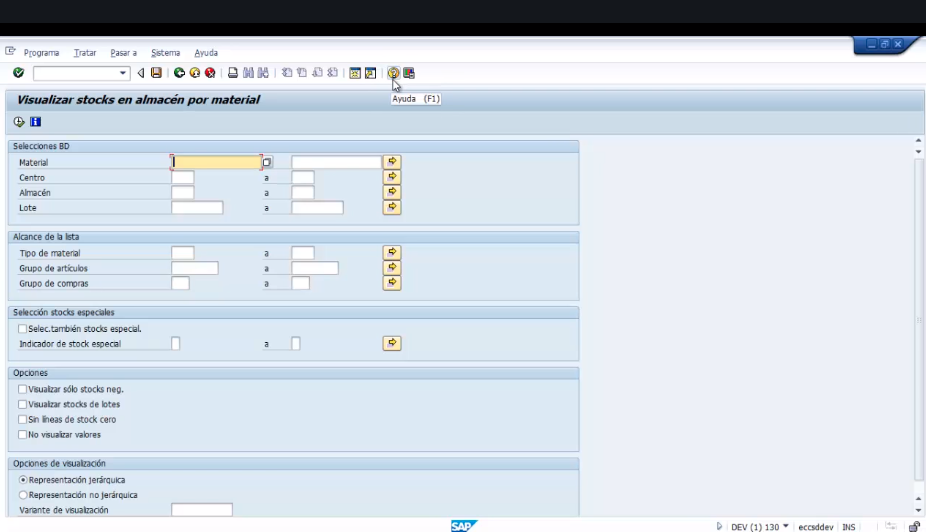 Programa Tratar Pasar a Sistema Ayuda
Visualizar stocks en almacén por material
Ayuda (F1)
Selecciones BD
Material
Centro a
Almacén a
Lote a
Alcance de la lista
Tipo de material a
Grupo de artículos a
Grupo de compras a
Selección stocks especiales
Selec.también stocks especial.
Indicador de stock especial a
Opciones
Visualizar sólo stocks neg.
Visualizar stocks de lotes
Sin líneas de stock cero
No visualizar valores
Opciones de visualización
Representación jerárquica
Representación no jerárquica
Variante de visualización
SAP DEV (1) 130 eccsddev INS